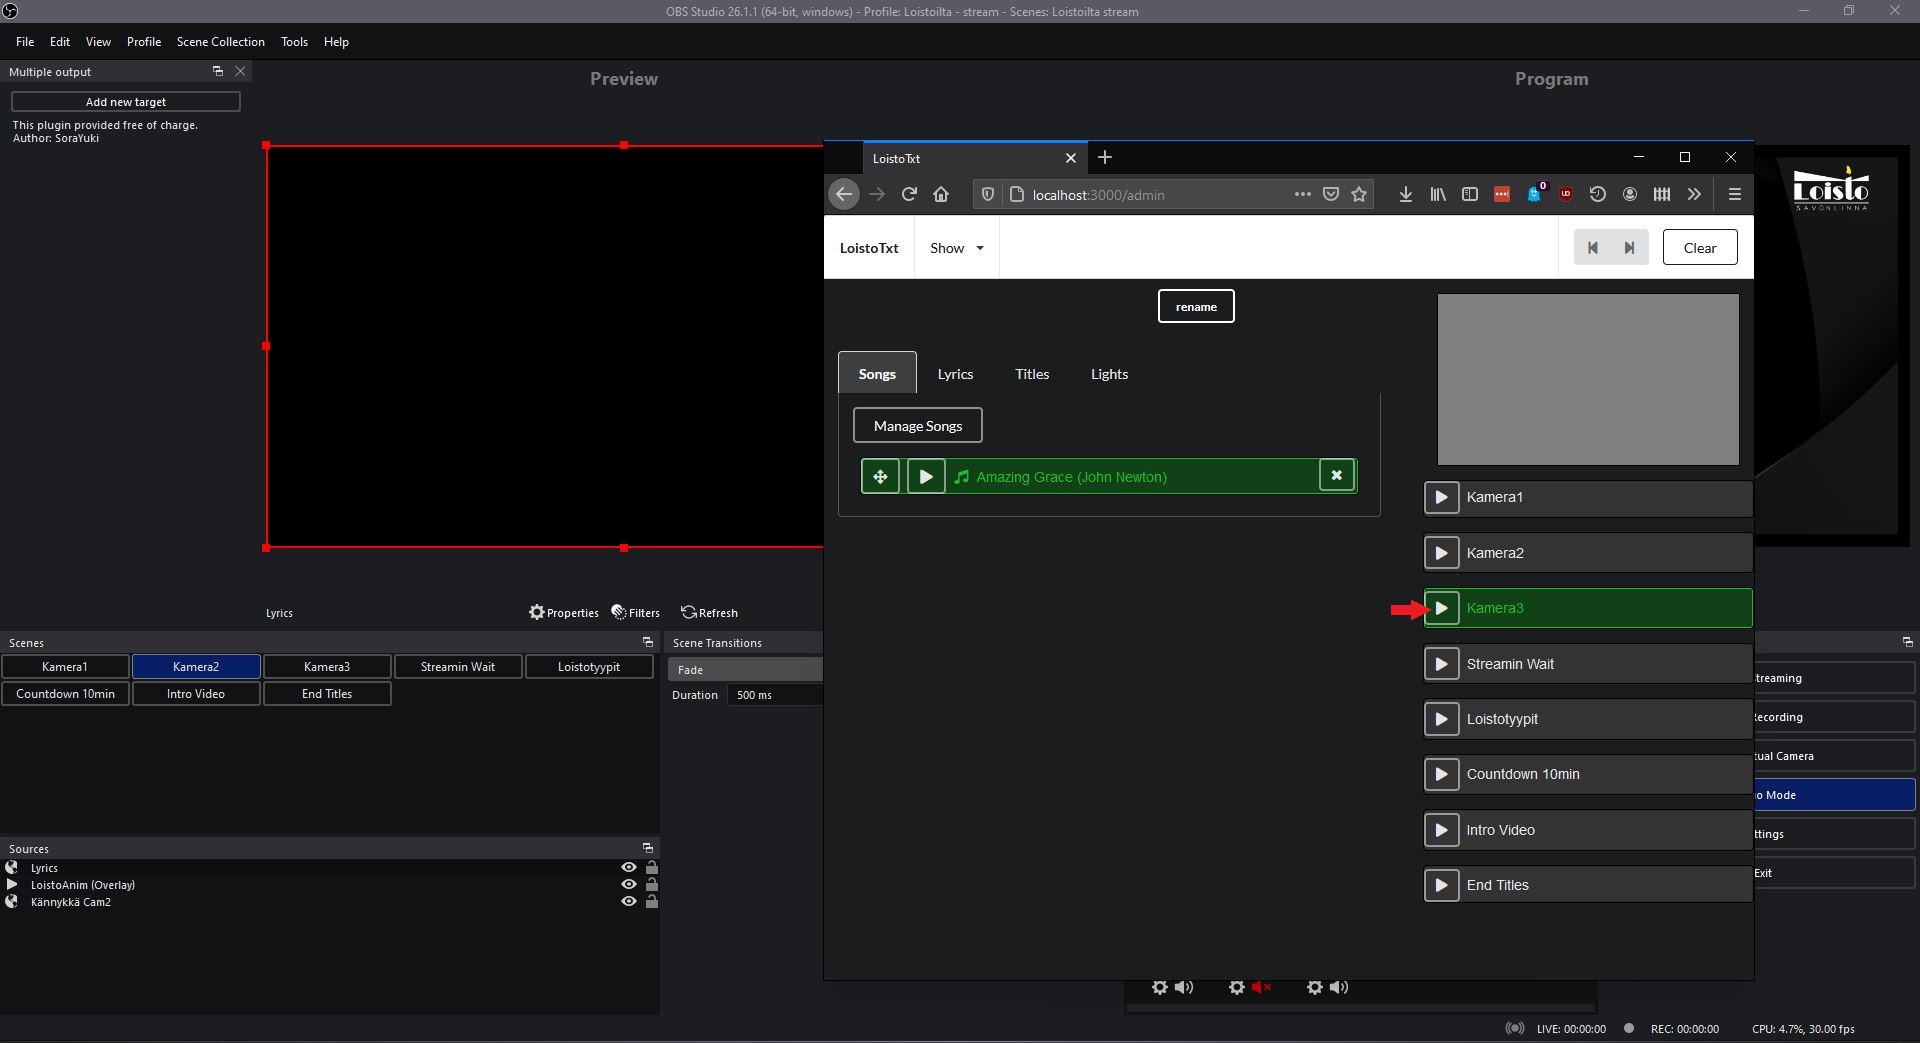 OBS Studio 26.1.1 (64-bit, windows) - Profile: Loistoilta - stream - Scenes: Loistoilta stream
File Edit View Profile Scene Collection Tools Help
Multiple output
Add new target
This plugin provided free of charge.
Author: SoraYuki
Preview
Program
LoistoTxt
localhost:3000/admin
0
Loisto
SAVONLINNA
LoistoTxt
Show
Clear
rename
Songs Lyrics Titles Lights
Manage Songs
Amazing Grace (John Newton)
Kamera1
Kamera2
Kamera3
Streamin Wait
Loistotyypit
Countdown 10min
Intro Video
End Titles
Lyrics
Properties Filters Refresh
Scenes
Kamera1 Kamera2 Kamera3 Streamin Wait Loistotyypit
Countdown 10min Intro Video End Titles
Scene Transitions
Fade
Duration 500 ms
Sources
Lyrics
LoistoAnim (Overlay)
Kännykkä Cam2
treaming
ecording
tual Camera
o Mode
ttings
Exit
LIVE: 00:00:00 REC: 00:00:00 CPU: 4.7%, 30.00 fps